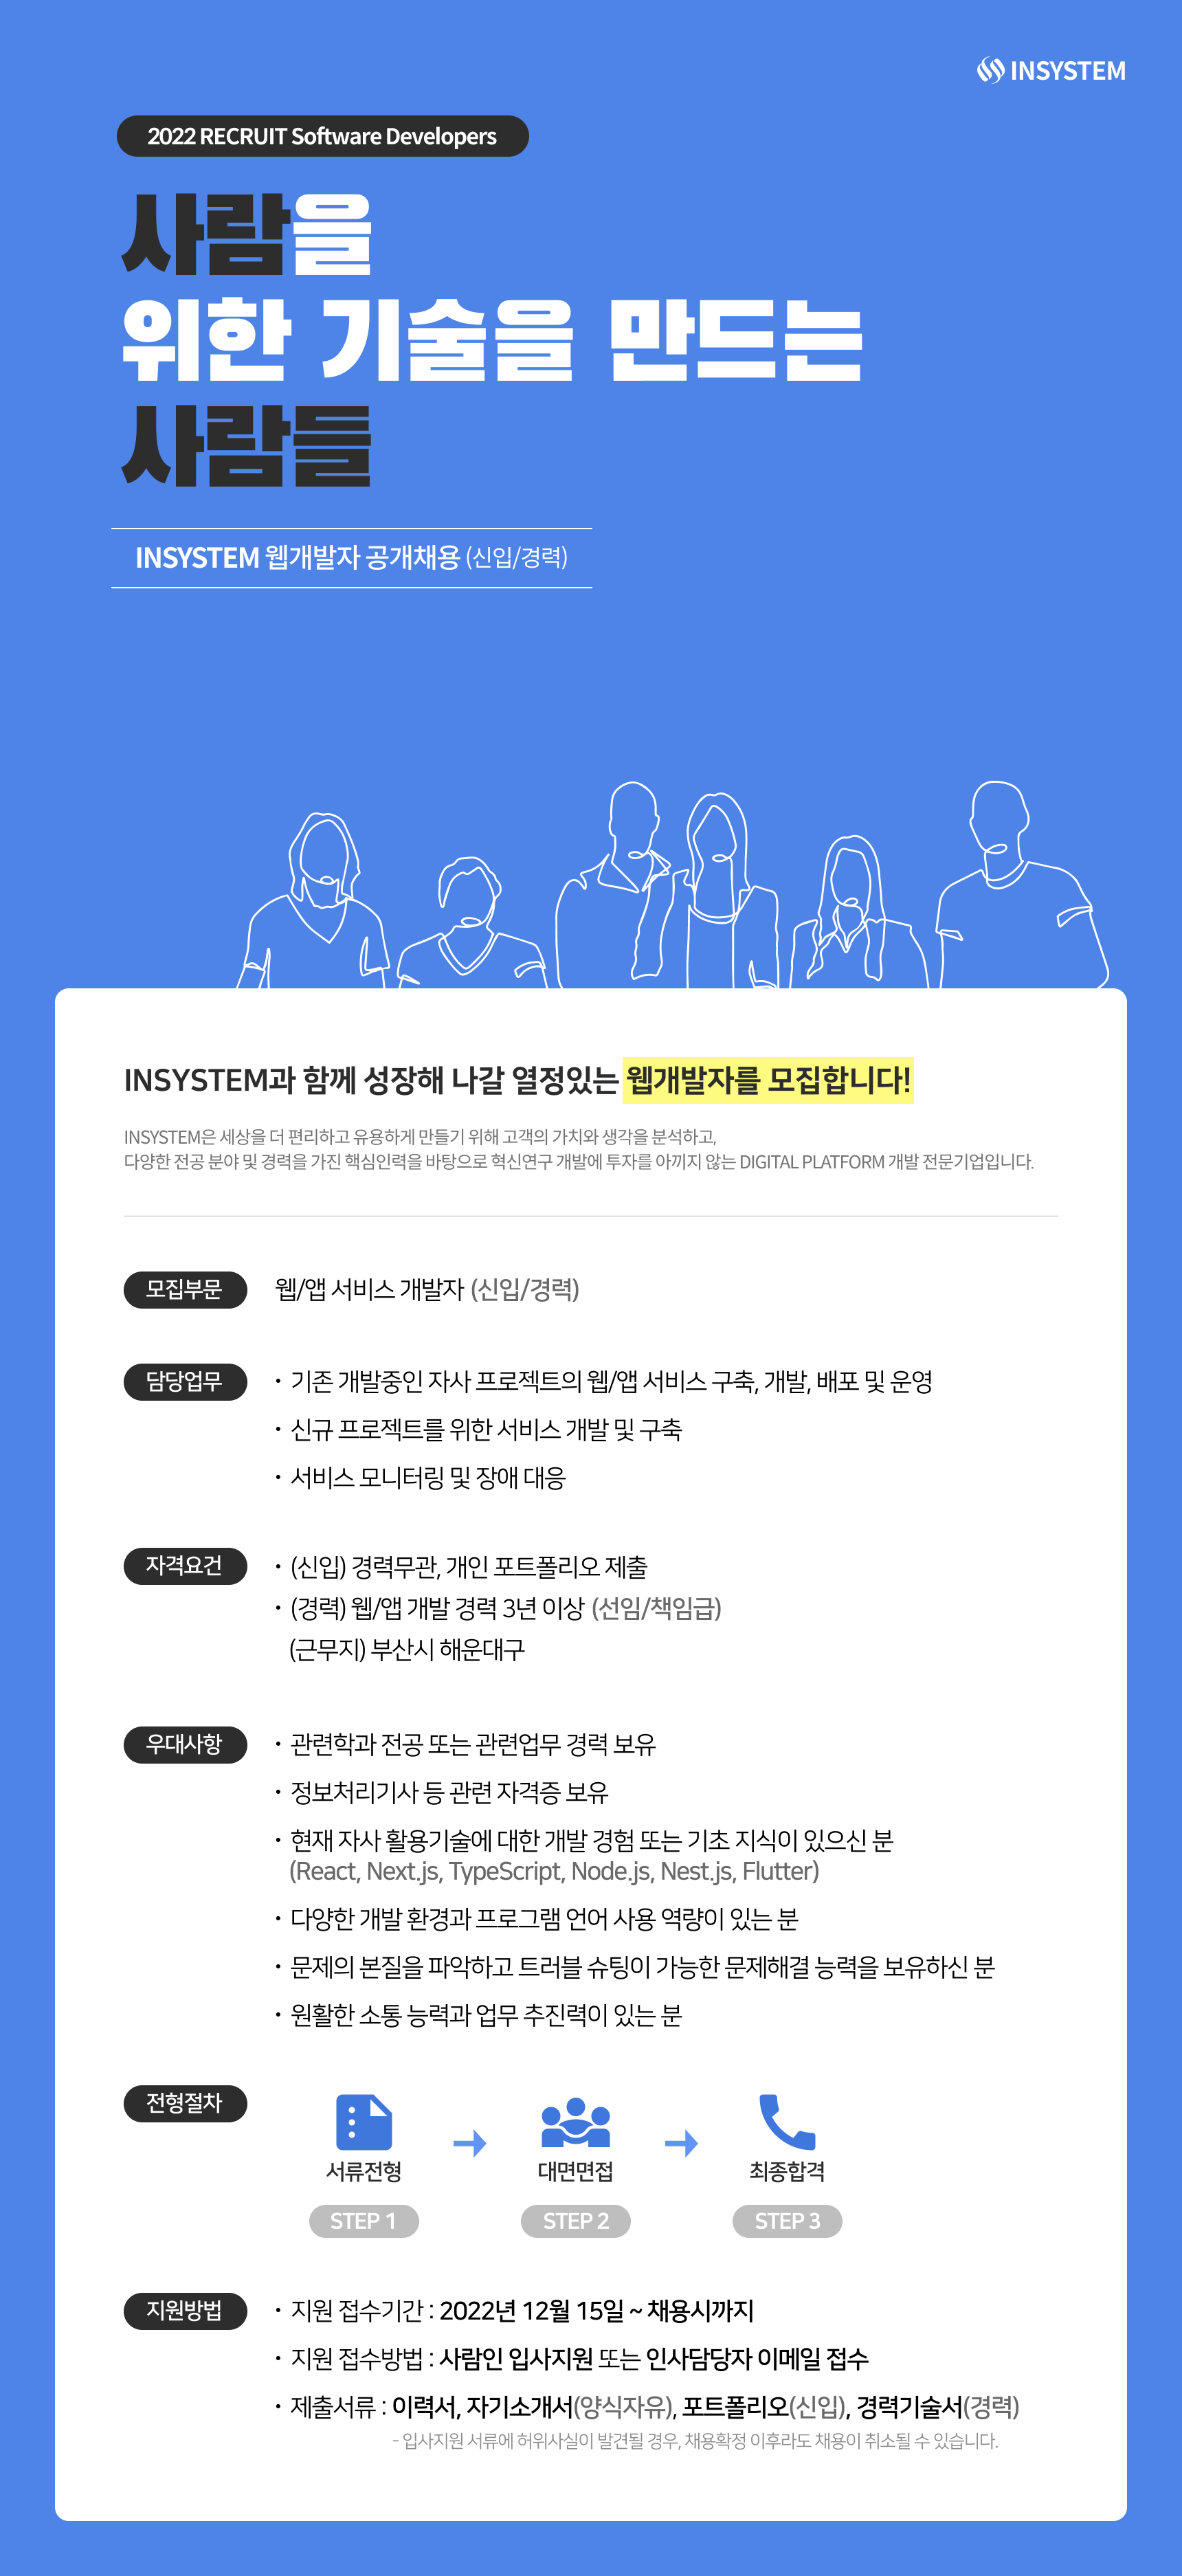 INSYSTEM
2022 RECRUIT Software Developers
사람을
위한 기술을 만드는
사람들
INSYSTEM 웹개발자 공개채용 (신입/경력)
INSYSTEM과 함께 성장해 나갈 열정있는 웹개발자를 모집합니다!
INSYSTEM은 세상을 더 편리하고 유용하게 만들기 위해 고객의 가치와 생각을 분석하고,
다양한 전공 분야 및 경력을 가진 핵심인력을 바탕으로 혁신연구 개발에 투자를 아끼지 않는 DIGITAL PLATFORM 개발 전문기업입니다.
모집부문 웹/앱 서비스 개발자 (신입/경력)
담당업무 · 기존 개발중인 자사 프로젝트의 웹/앱 서비스 구축, 개발, 배포 및 운영
· 신규 프로젝트를 위한 서비스 개발 및 구축
· 서비스 모니터링 및 장애 대응
자격요건 · (신입) 경력무관, 개인 포트폴리오 제출
· (경력) 웹/앱 개발 경력 3년 이상 (선임/책임급)
(근무지) 부산시 해운대구
우대사항 · 관련학과 전공 또는 관련업무 경력 보유
· 정보처리기사 등 관련 자격증 보유
· 현재 자사 활용기술에 대한 개발 경험 또는 기초 지식이 있으신 분
(React, Next.js, TypeScript, Node.js, Nest.js, Flutter)
· 다양한 개발 환경과 프로그램 언어 사용 역량이 있는 분
· 문제의 본질을 파악하고 트러블 슈팅이 가능한 문제해결 능력을 보유하신 분
· 원활한 소통 능력과 업무 추진력이 있는 분
전형절차
서류전형 대면면접 최종합격
STEP 1 STEP 2 STEP 3
지원방법 · 지원 접수기간 : 2022년 12월 15일 ~ 채용시까지
· 지원 접수방법 : 사람인 입사지원 또는 인사담당자 이메일 접수
· 제출서류 : 이력서, 자기소개서(양식자유), 포트폴리오(신입), 경력기술서(경력)
- 입사지원 서류에 허위사실이 발견될 경우, 채용확정 이후라도 채용이 취소될 수 있습니다.